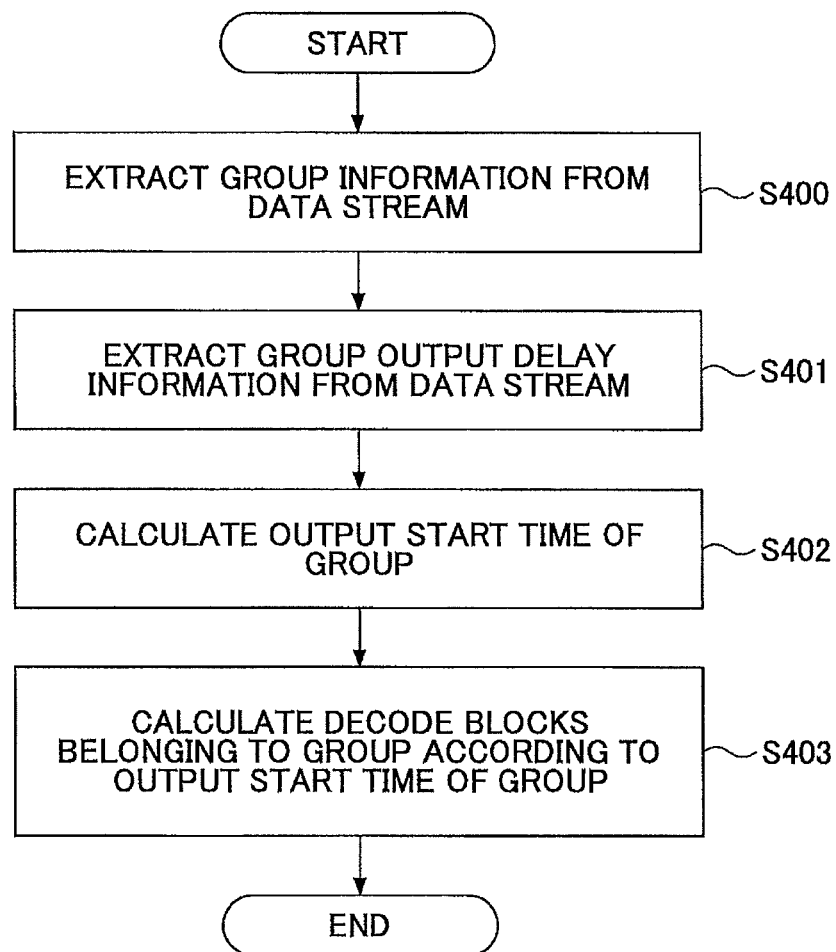 START
EXTRACT GROUP INFORMATION FROM
DATA STREAM
S400
EXTRACT GROUP OUTPUT DELAY
INFORMATION FROM DATA STREAM
S401
CALCULATE OUTPUT START TIME OF
GROUP
S402
CALCULATE DECODE BLOCKS
BELONGING TO GROUP ACCORDING TO
OUTPUT START TIME OF GROUP
S403
END